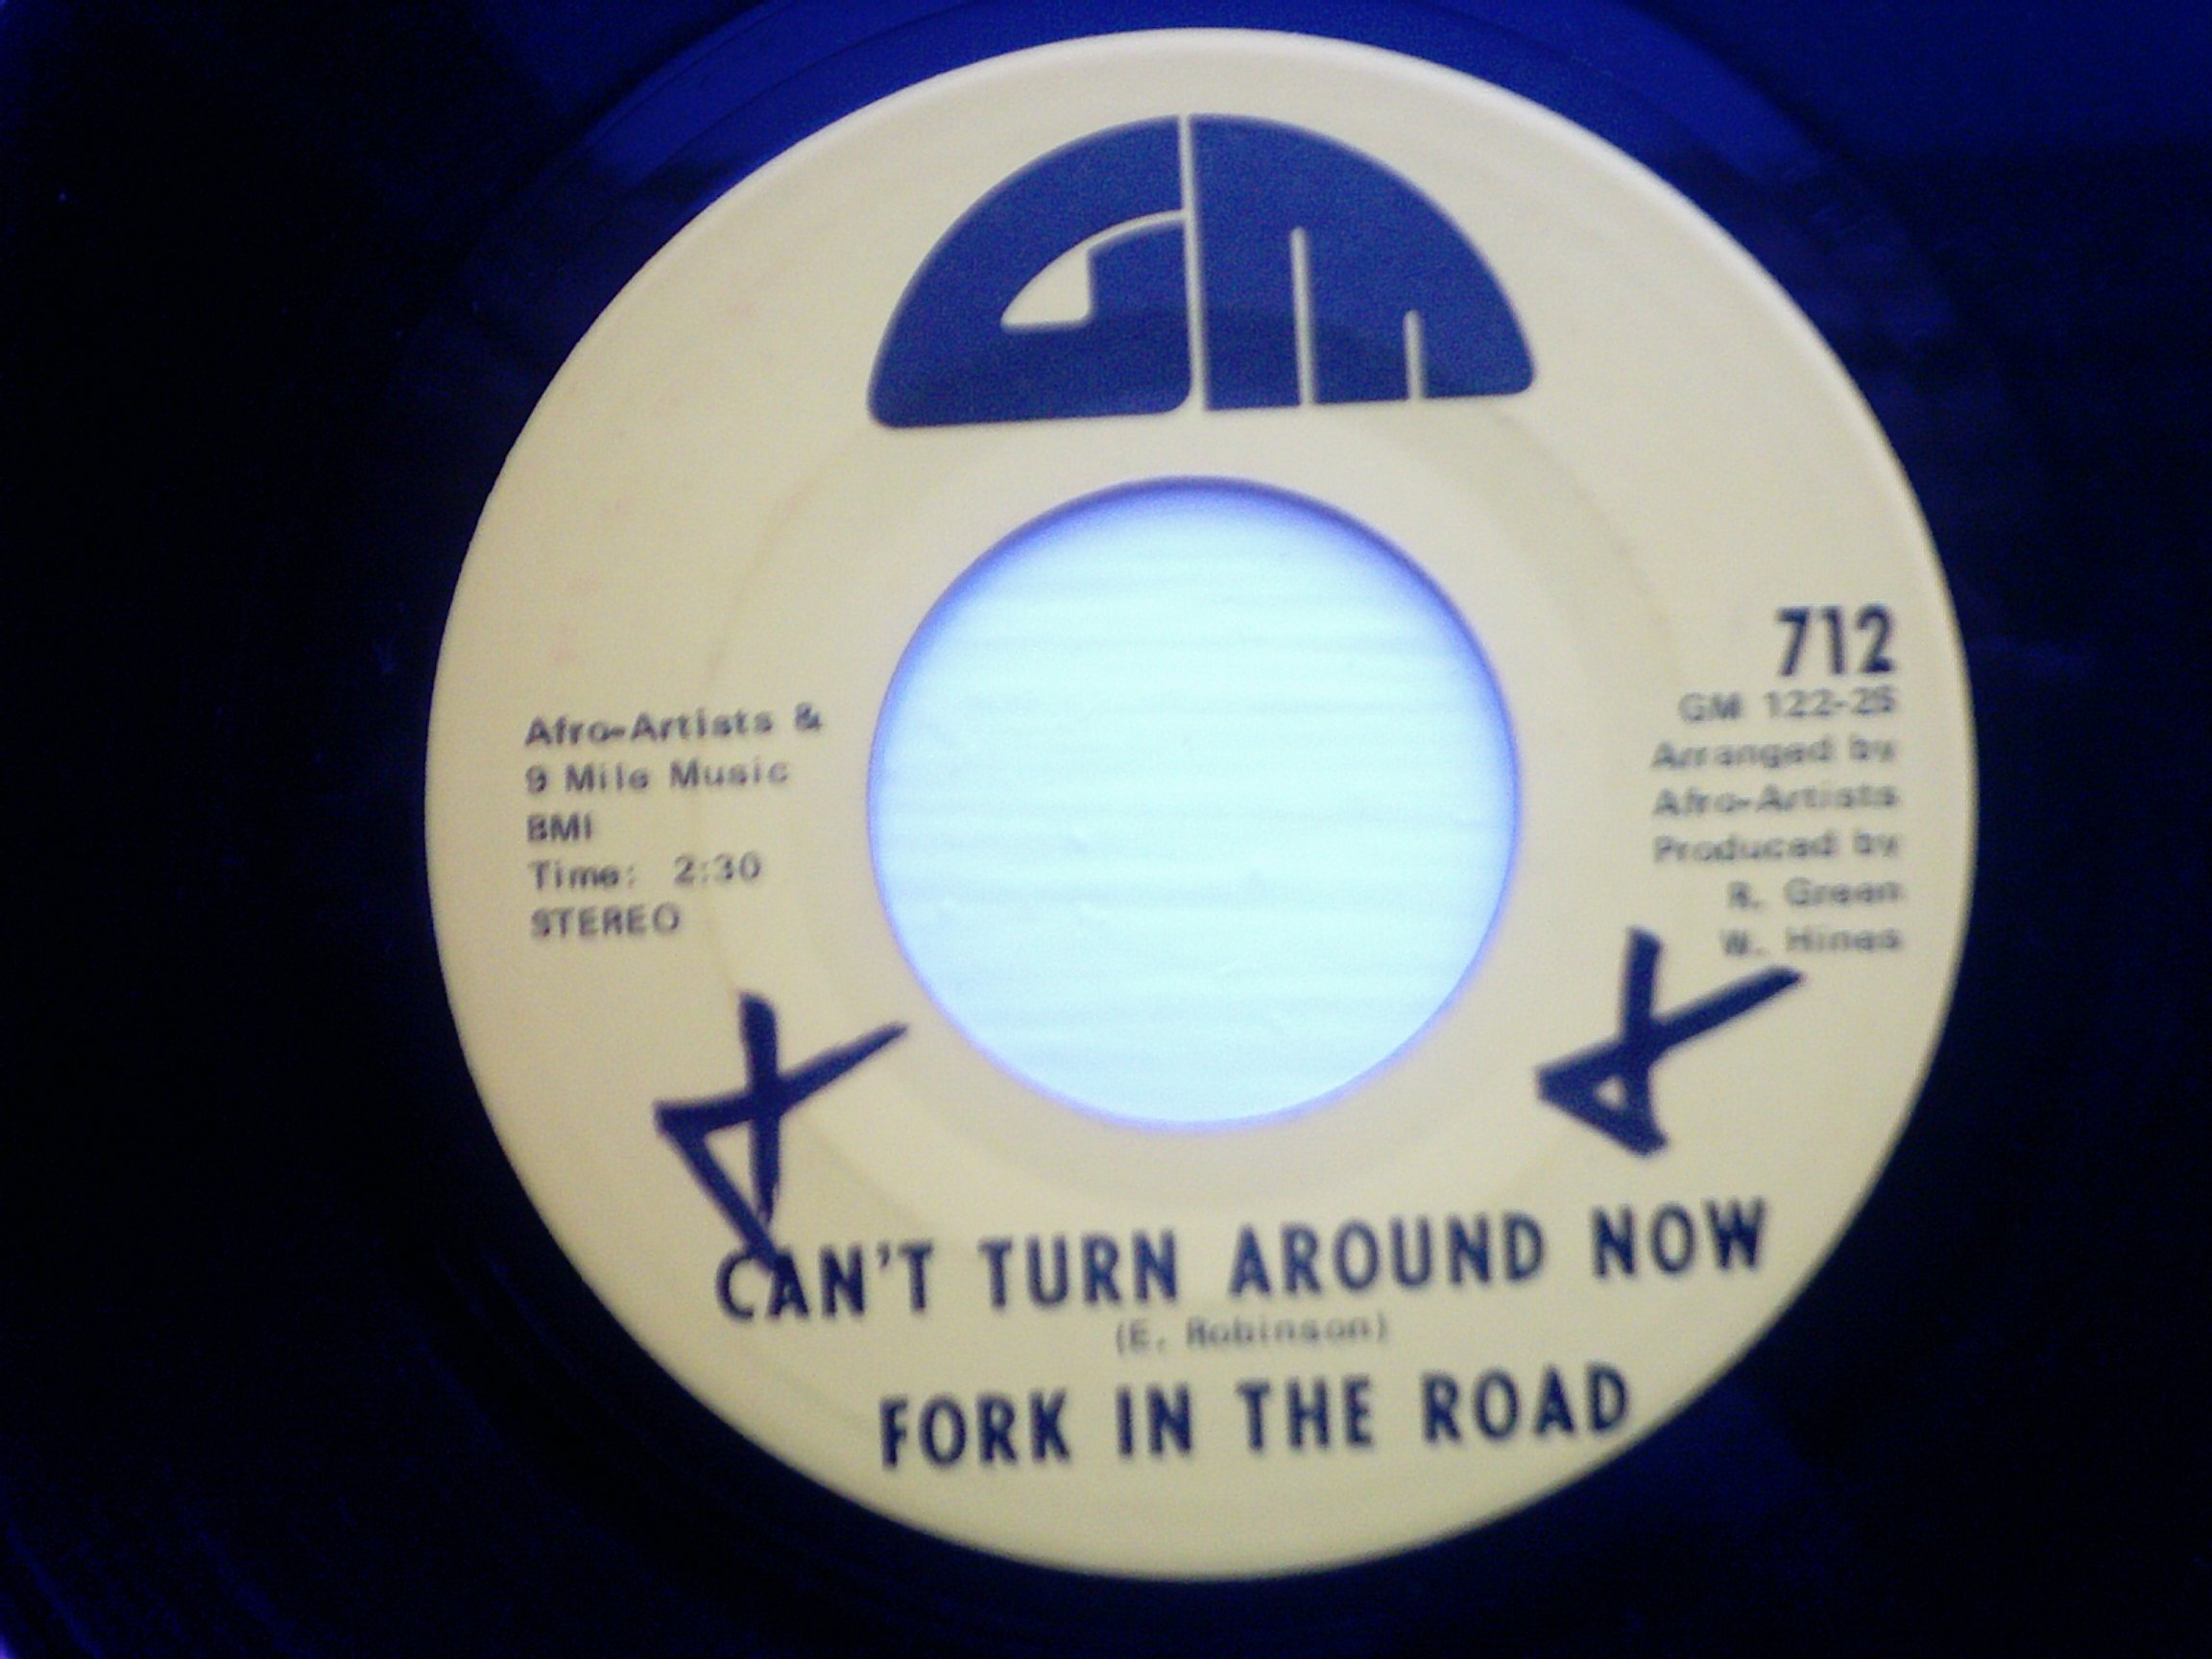 GM
Afro-Artists &
9 Mile Music
BMI
Time: 2:30
STEREO
712
GM 122-2S
Arranged by
Afro-Artists
Produced by
R. Green
W. Hines
CAN'T TURN AROUND NOW
(E. Robinson)
FORK IN THE ROAD